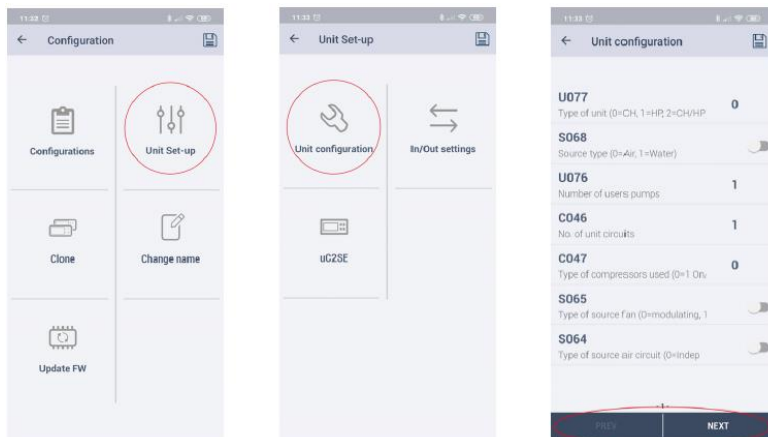 11:33
Configuration
Configurations
Unit Set-up
Clone
Change name
Update FW
11:33
Unit Set-up
Unit configuration
In/Out settings
uC2SE
11:33
Unit configuration
U077
0
Type of unit (0=CH, 1=HP, 2=CH/HP
S068
Source type (0=Air, 1=Water)
U076
1
Number of users pumps
C046
1
No. of unit circuits
C047
0
Type of compressors used (0=1 On/
S065
Type of source fan (0=modulating, 1
S064
Type of source air circuit (0=indep
-1-
PREV
NEXT